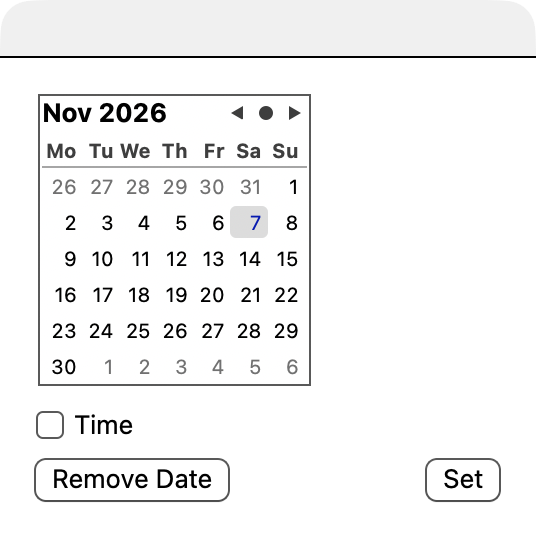 Nov 2026
Mo Tu We Th Fr Sa Su
26 27 28 29 30 31 1
2 3 4 5 6 7 8
9 10 11 12 13 14 15
16 17 18 19 20 21 22
23 24 25 26 27 28 29
30 1 2 3 4 5 6
Time
Remove Date Set